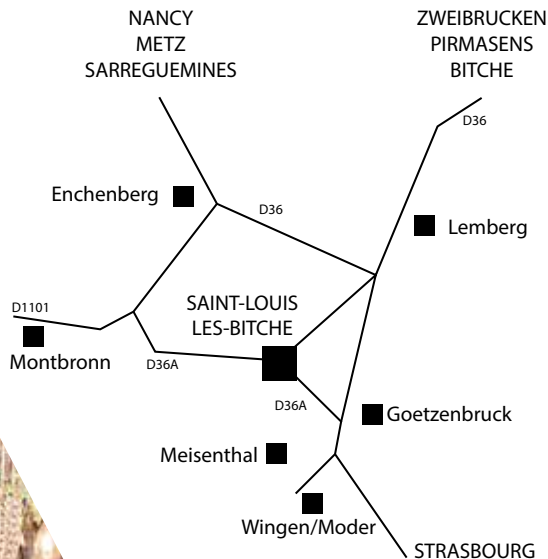 NANCY
METZ
SARREGUEMINES
ZWEIBRUCKEN
PIRMASENS
BITCHE
D36
Enchenberg
D36
Lemberg
D1101
SAINT-LOUIS
LES-BITCHE
Montbronn
D36A
D36A
Goetzenbruck
Meisenthal
Wingen/Moder
STRASBOURG